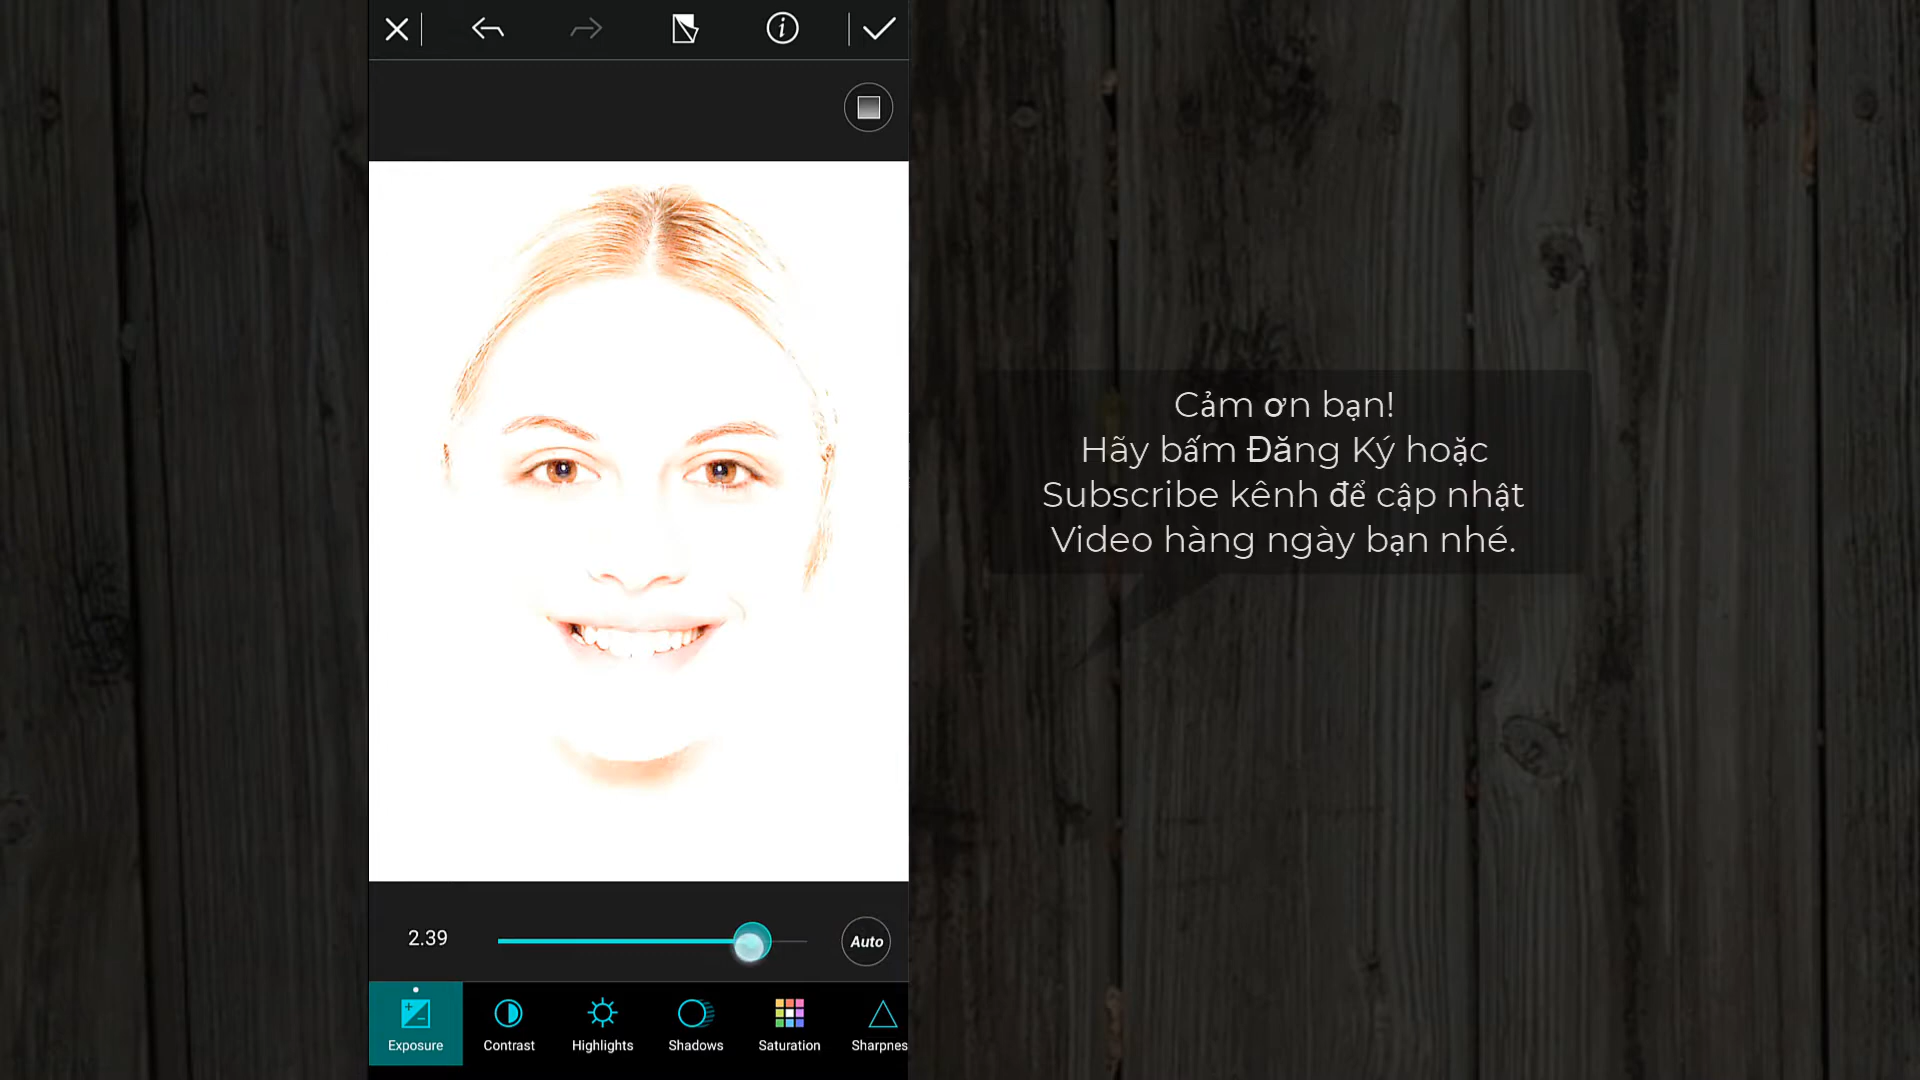 Cảm ơn bạn!
Hãy bấm Đăng Ký hoặc
Subscribe kênh để cập nhật
Video hàng ngày bạn nhé.
2.39
Auto
Exposure
Contrast
Highlights
Shadows
Saturation
Sharpnes